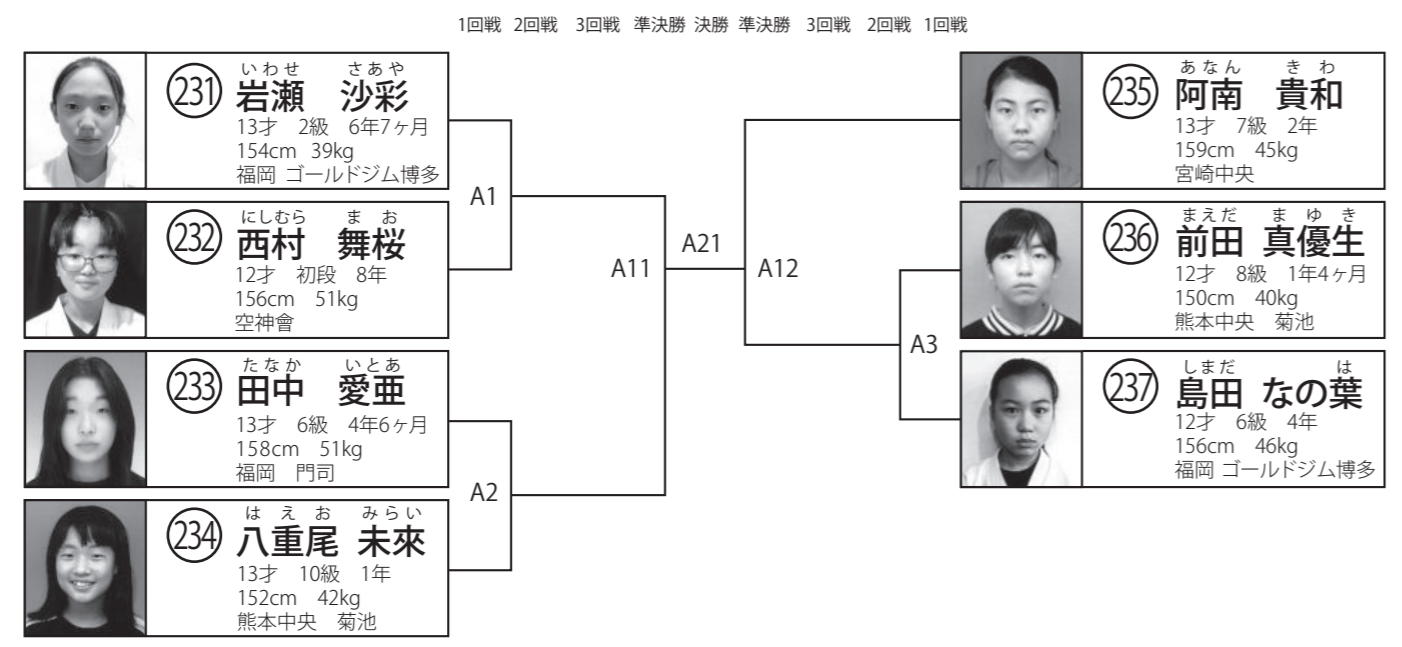 1回戦 2回戦 3回戦 準決勝 決勝 準決勝 3回戦 2回戦 1回戦
いわせ さあや
231 岩瀬 沙彩
13才 2級 6年7ヶ月
154cm 39kg
福岡 ゴールドジム博多
にしむら まお
232 西村 舞桜
12才 初段 8年
156cm 51kg
空神會
たなか いとあ
233 田中 愛亜
13才 6級 4年6ヶ月
158cm 51kg
福岡 門司
はえお みらい
234 八重尾 未來
13才 10級 1年
152cm 42kg
熊本中央 菊池
A1
A2
A11
A21
A12
A3
あなん きわ
235 阿南 貴和
13才 7級 2年
159cm 45kg
宮崎中央
まえだ まゆき
236 前田 真優生
12才 8級 1年4ヶ月
150cm 40kg
熊本中央 菊池
しまだ は
237 島田 なの葉
12才 6級 4年
156cm 46kg
福岡 ゴールドジム博多